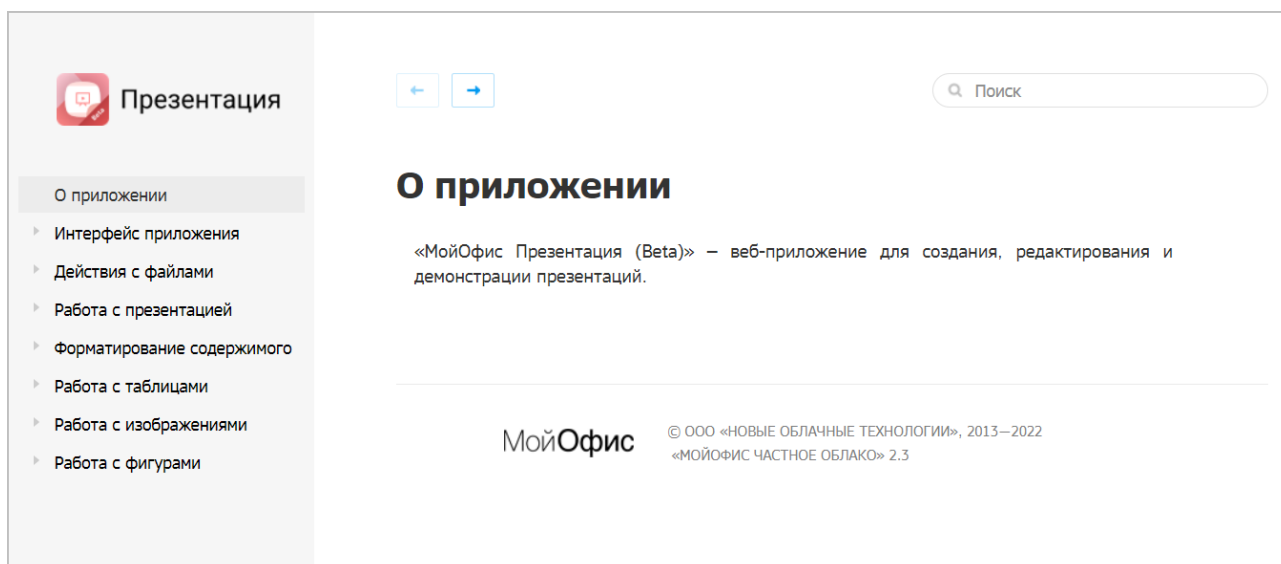 Презентация
Beta
О приложении
Интерфейс приложения
Действия с файлами
Работа с презентацией
Форматирование содержимого
Работа с таблицами
Работа с изображениями
Работа с фигурами
Поиск
О приложении
«МойОфис Презентация (Beta)» — веб-приложение для создания, редактирования и
демонстрации презентаций.
МойОфис
© ООО «НОВЫЕ ОБЛАЧНЫЕ ТЕХНОЛОГИИ», 2013—2022
«МОЙОФИС ЧАСТНОЕ ОБЛАКО» 2.3